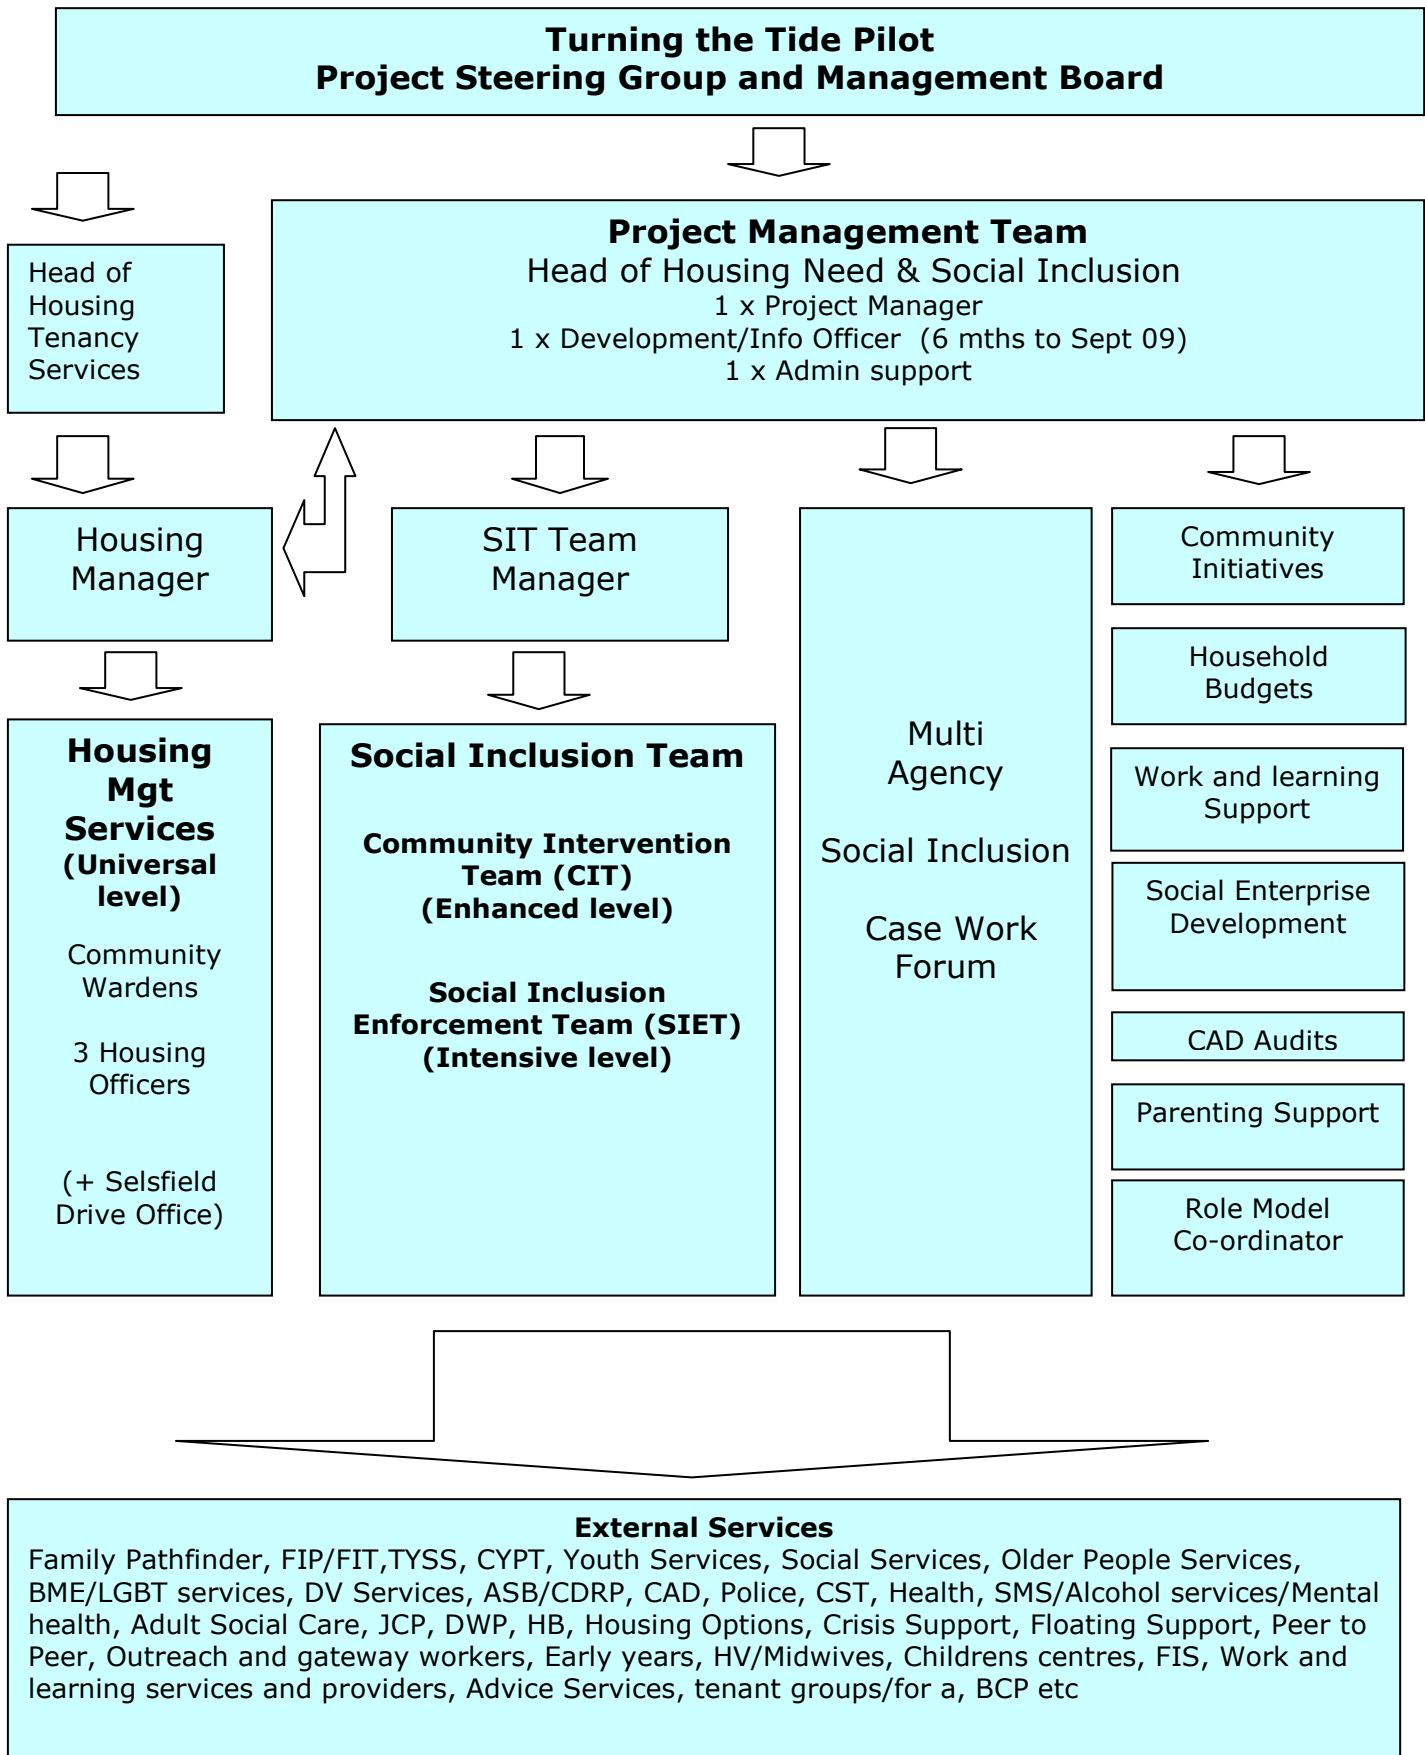 Turning the Tide Pilot
Project Steering Group and Management Board
Head of
Housing
Tenancy
Services
Project Management Team
Head of Housing Need & Social Inclusion
1 x Project Manager
1 x Development/Info Officer (6 mths to Sept 09)
1 x Admin support
Housing
Manager
SIT Team
Manager
Housing
Mgt
Services
(Universal
level)
Community
Wardens
3 Housing
Officers
(+ Selsfield
Drive Office)
Social Inclusion Team
Community Intervention
Team (CIT)
(Enhanced level)
Social Inclusion
Enforcement Team (SIET)
(Intensive level)
Multi
Agency
Social Inclusion
Case Work
Forum
Community
Initiatives
Household
Budgets
Work and learning
Support
Social Enterprise
Development
CAD Audits
Parenting Support
Role Model
Co-ordinator
External Services
Family Pathfinder, FIP/FIT,TYSS, CYPT, Youth Services, Social Services, Older People Services,
BME/LGBT services, DV Services, ASB/CDRP, CAD, Police, CST, Health, SMS/Alcohol services/Mental
health, Adult Social Care, JCP, DWP, HB, Housing Options, Crisis Support, Floating Support, Peer to
Peer, Outreach and gateway workers, Early years, HV/Midwives, Childrens centres, FIS, Work and
learning services and providers, Advice Services, tenant groups/for a, BCP etc